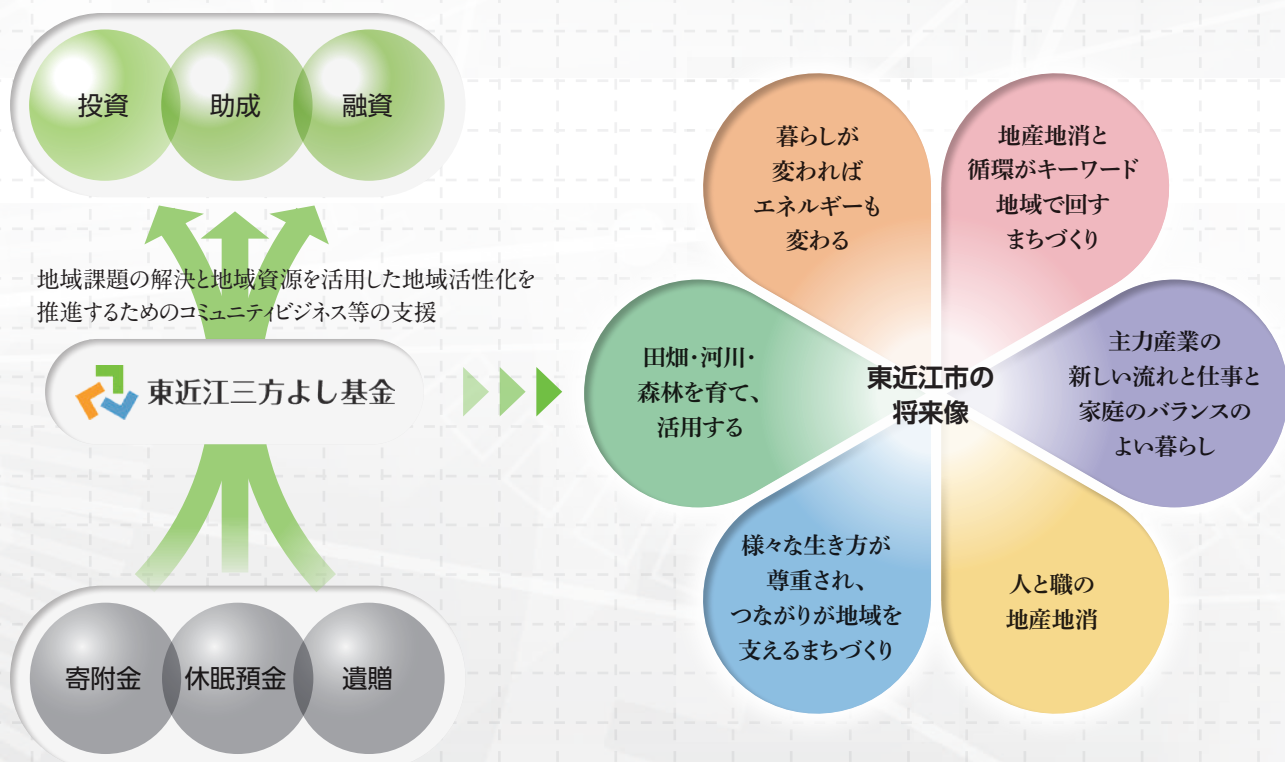 投資
助成
融資
地域課題の解決と地域資源を活用した地域活性化を
推進するためのコミュニティビジネス等の支援
東近江三方よし基金
寄附金
休眠預金
遺贈
暮らしが
変われば
エネルギーも
変わる
地産地消と
循環がキーワード
地域で回す
まちづくり
田畑・河川・
森林を育て、
活用する
東近江市の
将来像
主力産業の
新しい流れと仕事と
家庭のバランスの
よい暮らし
様々な生き方が
尊重され、
つながりが地域を
支えるまちづくり
人と職の
地産地消